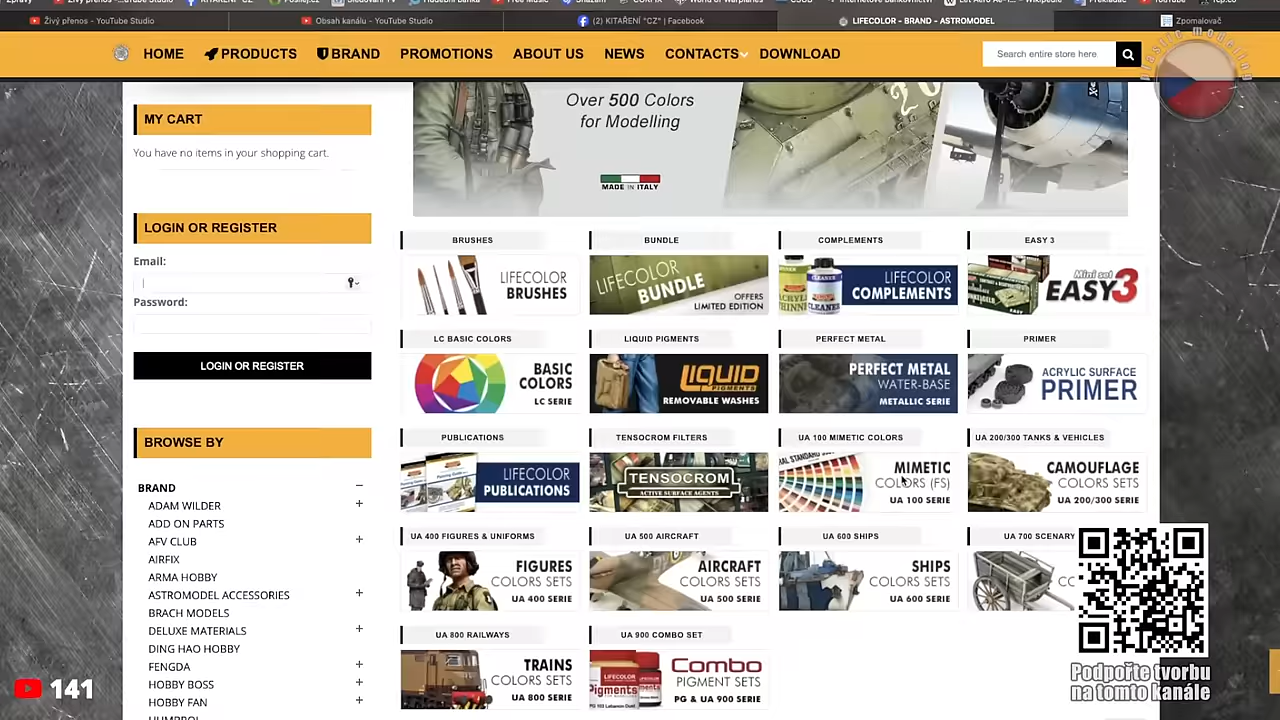 Živý přenos - YouTube Studio
Obsah kanálu - YouTube Studio
(2) KITAŘENÍ "CZ" | Facebook
LIFECOLOR - BRAND - ASTROMODEL
Zpomalovač
HOME
PRODUCTS
BRAND
PROMOTIONS
ABOUT US
NEWS
CONTACTS
DOWNLOAD
Search entire store here
MY CART
You have no items in your shopping cart.
LOGIN OR REGISTER
Email:
Password:
LOGIN OR REGISTER
BROWSE BY
BRAND
ADAM WILDER
ADD ON PARTS
AFV CLUB
AIRFIX
ARMA HOBBY
ASTROMODEL ACCESSORIES
BRACH MODELS
DELUXE MATERIALS
DING HAO HOBBY
FENGDA
HOBBY BOSS
HOBBY FAN
HUMBROL
Over 500 Colors
for Modelling
MADE IN ITALY
BRUSHES
BUNDLE
COMPLEMENTS
EASY 3
LIFECOLOR
BRUSHES
LIFECOLOR
BUNDLE
OFFERS
LIMITED EDITION
LIFECOLOR
COMPLEMENTS
Mini set
EASY3
LC BASIC COLORS
LIQUID PIGMENTS
PERFECT METAL
PRIMER
BASIC
COLORS
LC SERIE
LIQUID
PIGMENTS
REMOVABLE WASHES
PERFECT METAL
WATER-BASE
METALLIC SERIE
ACRYLIC SURFACE
PRIMER
PUBLICATIONS
TENSOCROM FILTERS
UA 100 MIMETIC COLORS
UA 200/300 TANKS & VEHICLES
LIFECOLOR
PUBLICATIONS
TENSOCROM
ACTIVE SURFACE AGENTS
MIMETIC
COLORS (FS)
UA 100 SERIE
CAMOUFLAGE
COLORS SETS
UA 200/300 SERIE
UA 400 FIGURES & UNIFORMS
UA 500 AIRCRAFT
UA 600 SHIPS
UA 700 SCENARY
FIGURES
COLORS SETS
UA 400 SERIE
AIRCRAFT
COLORS SETS
UA 500 SERIE
SHIPS
COLORS SETS
UA 600 SERIE
UA 800 RAILWAYS
UA 900 COMBO SET
TRAINS
COLORS SETS
UA 800 SERIE
Combo
PIGMENT SETS
PG & UA 900 SERIE
141
Podpořte tvorbu
na tomto kanále